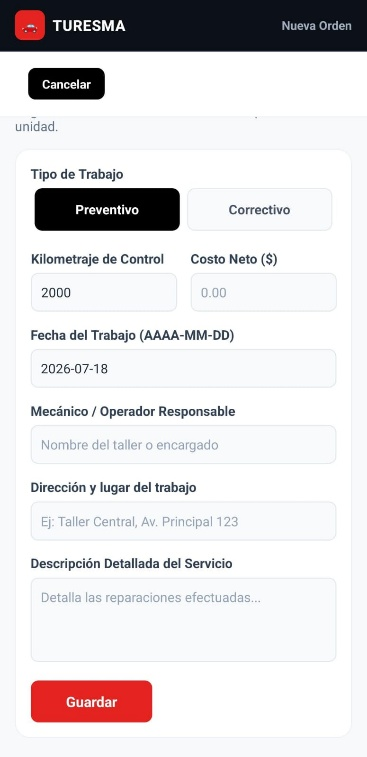 TURESMA
Nueva Orden
Cancelar
unidad.
Tipo de Trabajo
Preventivo
Correctivo
Kilometraje de Control
Costo Neto ($)
2000
0.00
Fecha del Trabajo (AAAA-MM-DD)
2026-07-18
Mecánico / Operador Responsable
Nombre del taller o encargado
Dirección y lugar del trabajo
Ej: Taller Central, Av. Principal 123
Descripción Detallada del Servicio
Detalla las reparaciones efectuadas...
Guardar